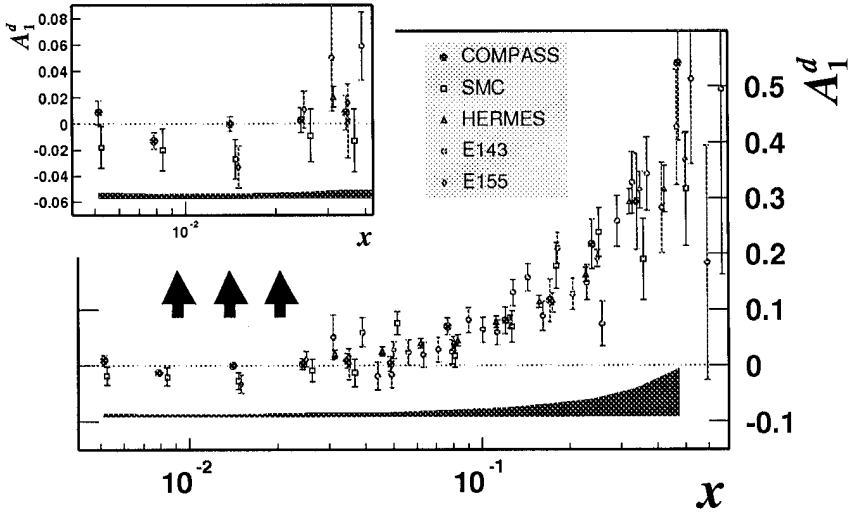 A₁ᵈ
0.08
0.06
0.04
0.02
0
-0.02
-0.04
-0.06
10⁻²
x
COMPASS
SMC
HERMES
E143
E155
A₁ᵈ
0.5
0.4
0.3
0.2
0.1
0
-0.1
10⁻²
10⁻¹
x